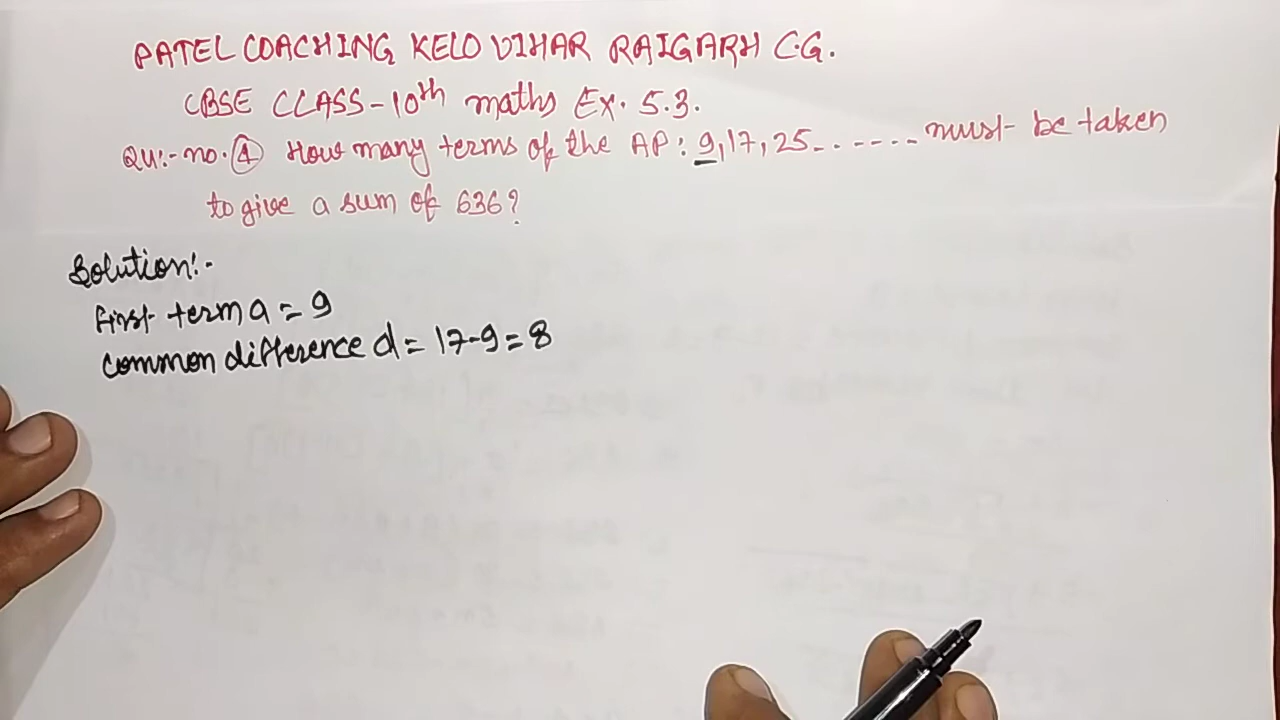 PATEL COACHING KELO VIHAR RAIGARH C.G.
CBSE CLASS-10th maths Ex. 5.3.
QU:-no.④ How many terms of the AP: 9,17,25....... must be taken
to give a sum of 636?
Solution:-
First term a = 9
Common difference d = 17-9 = 8